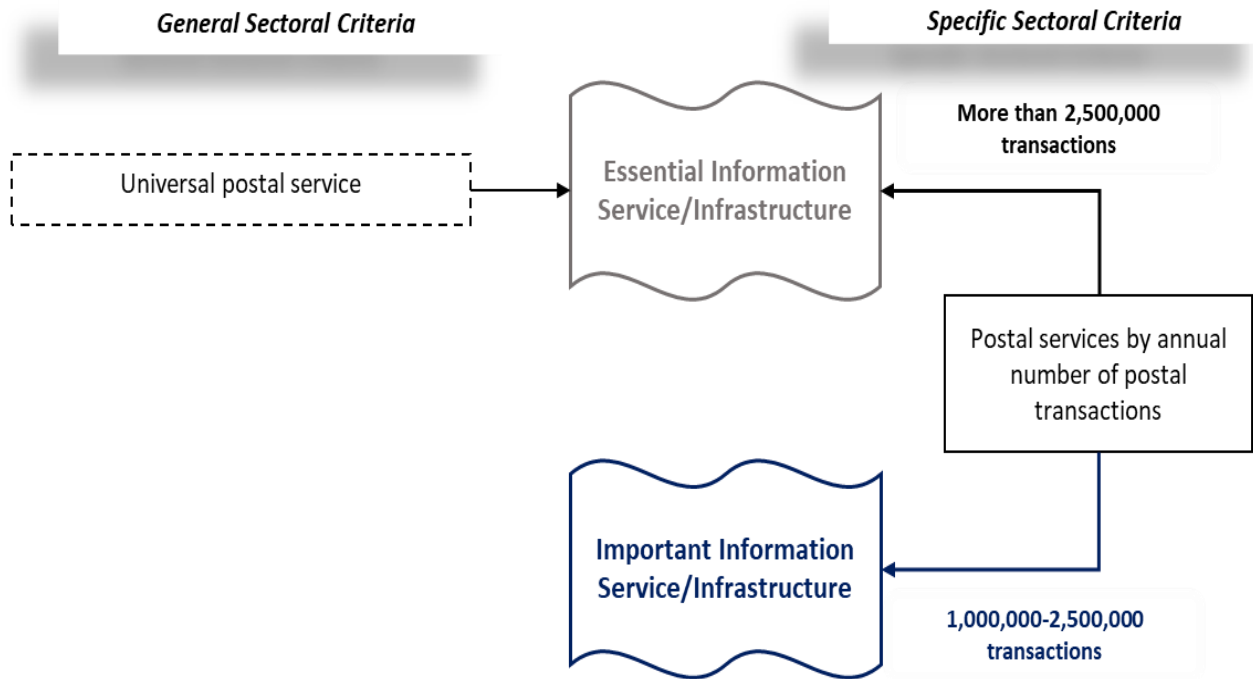 General Sectoral Criteria
Specific Sectoral Criteria
More than 2,500,000
transactions
Universal postal service
Essential Information
Service/Infrastructure
Postal services by annual
number of postal
transactions
Important Information
Service/Infrastructure
1,000,000-2,500,000
transactions